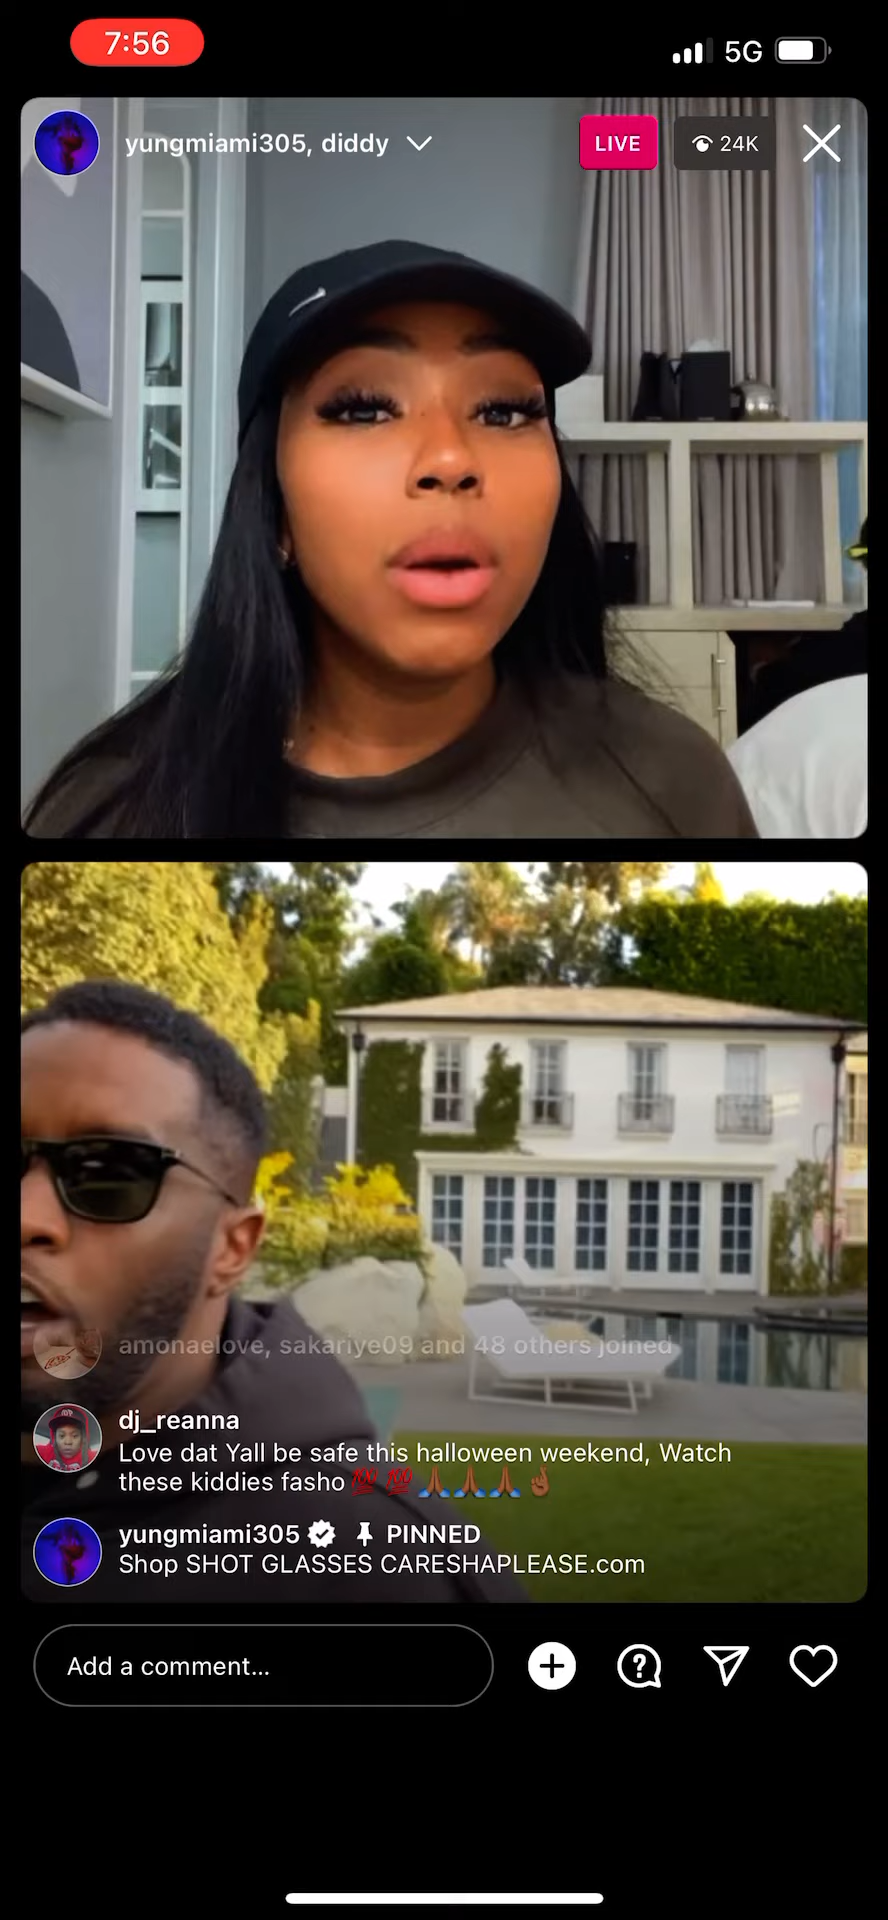 7:56
5G
yungmiami305, diddy
LIVE
24K
amonaelove, sakariye09 and 48 others joined
dj_reanna
Love dat Yall be safe this halloween weekend, Watch
these kiddies fasho 💯 💯 🙏🏾 🙏🏾 🙏🏾 🤞🏾
yungmiami305 PINNED
Shop SHOT GLASSES CARESHAPLEASE.com
Add a comment...